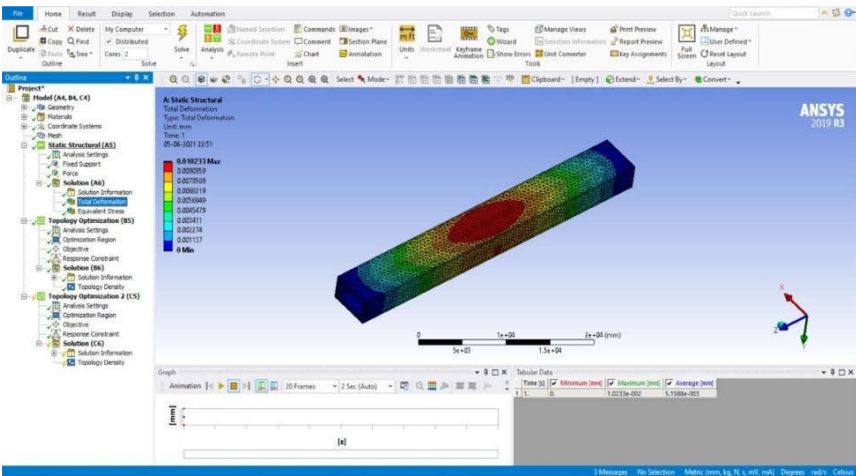 File Home Result Display Selection Automation Quick Launch
Cut Delete My Computer Named Selection Commands Images Tags Manage Views Print Preview Manage
Copy Find Distributed Coordinate System Comment Section Plane Wizard Selection Information Report Preview User Defined
Duplicate Paste Tree Cores 2 Solve Analysis Remote Point Chart Annotation Units Worksheet Keyframe Animation Show Errors Unit Converter Key Assignments Full Screen Reset Layout
Outline Solve Insert Tools Layout
Outline
Select Mode Clipboard [ Empty ] Extend Select By Convert
Project*
Model (A4, B4, C4)
Geometry
Materials
Coordinate Systems
Mesh
Static Structural (A5)
Analysis Settings
Fixed Support
Force
Solution (A6)
Solution Information
Total Deformation
Equivalent Stress
Topology Optimization (B5)
Analysis Settings
Optimization Region
Objective
Response Constraint
Solution (B6)
Solution Information
Topology Density
Topology Optimization 2 (C5)
Analysis Settings
Optimization Region
Objective
Response Constraint
Solution (C6)
Solution Information
Topology Density
A: Static Structural
Total Deformation
Type: Total Deformation
Unit: mm
Time: 1
05-06-2021 22:51
0.010233 Max
0.0090959
0.0079589
0.0068219
0.0056849
0.0045479
0.003411
0.002274
0.001137
0 Min
ANSYS
2019 R3
0 1e+04 2e+04 (mm)
5e+03 1.5e+04
X
Y
Z
Graph
Animation 20 Frames 2 Sec (Auto)
[mm]
[s]
Tabular Data
Time [s] Minimum [mm] Maximum [mm] Average [mm]
1 1. 0. 1.0233e-002 5.1588e-003
3 Messages No Selection Metric (mm, kg, N, s, mV, mA) Degrees rad/s Celsius